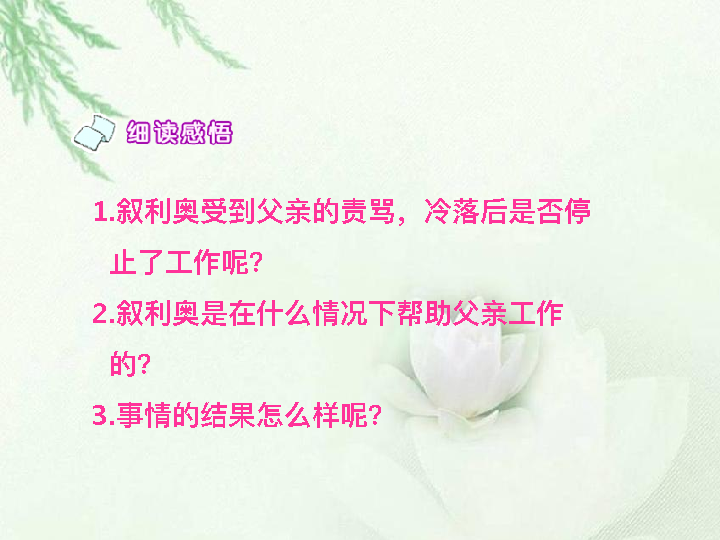 细读感悟
1.叙利奥受到父亲的责骂，冷落后是否停
止了工作呢？
2.叙利奥是在什么情况下帮助父亲工作
的？
3.事情的结果怎么样呢？